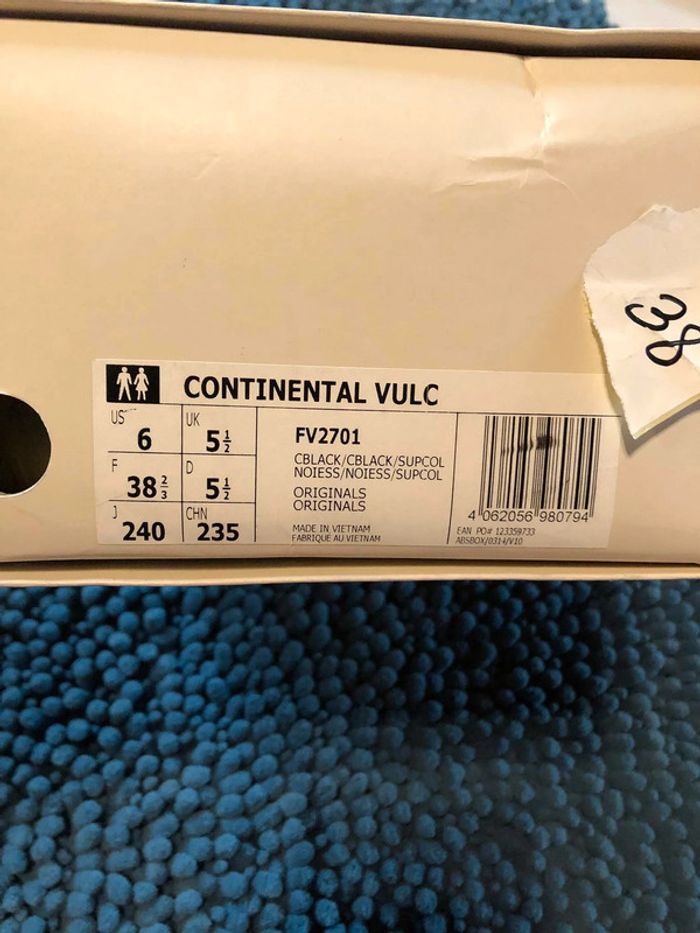 CONTINENTAL VULC
US 6
UK 5½
F 38⅔
D 5½
J 240
CHN 235
FV2701
CBLACK/CBLACK/SUPCOL
NOIESS/NOIESS/SUPCOL
ORIGINALS
ORIGINALS
MADE IN VIETNAM
FABRIQUE AU VIETNAM
4 062056 980794
EAN PO# 123359733
ABSBOX/0314/V10
38